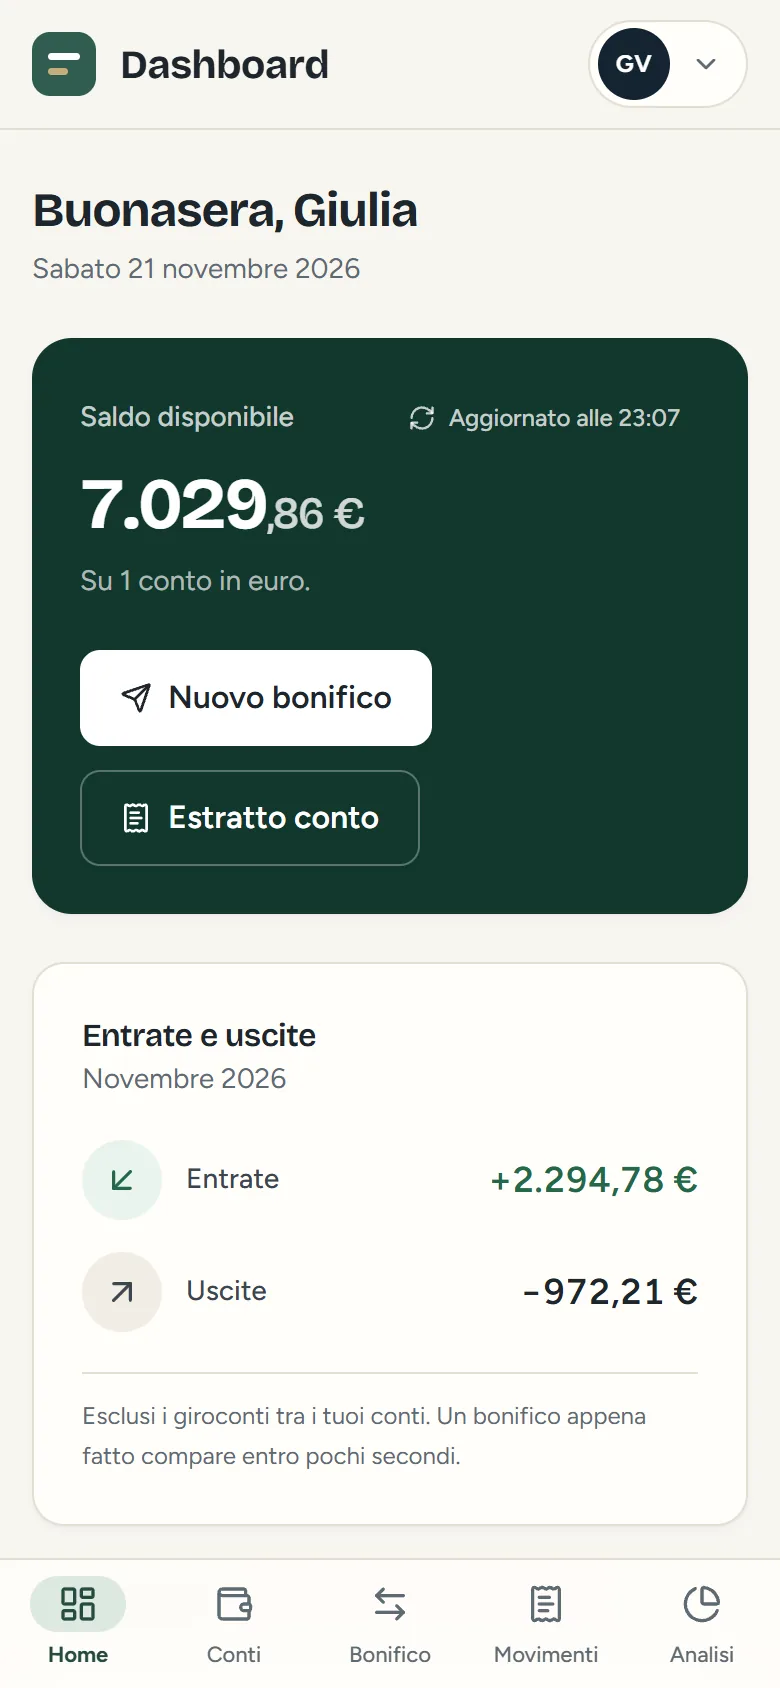 Dashboard
GV
Buonasera, Giulia
Sabato 21 novembre 2026
Saldo disponibile
Aggiornato alle 23:07
7.029,86 €
Su 1 conto in euro.
Nuovo bonifico
Estratto conto
Entrate e uscite
Novembre 2026
Entrate
+2.294,78 €
Uscite
−972,21 €
Esclusi i giroconti tra i tuoi conti. Un bonifico appena
fatto compare entro pochi secondi.
Home
Conti
Bonifico
Movimenti
Analisi